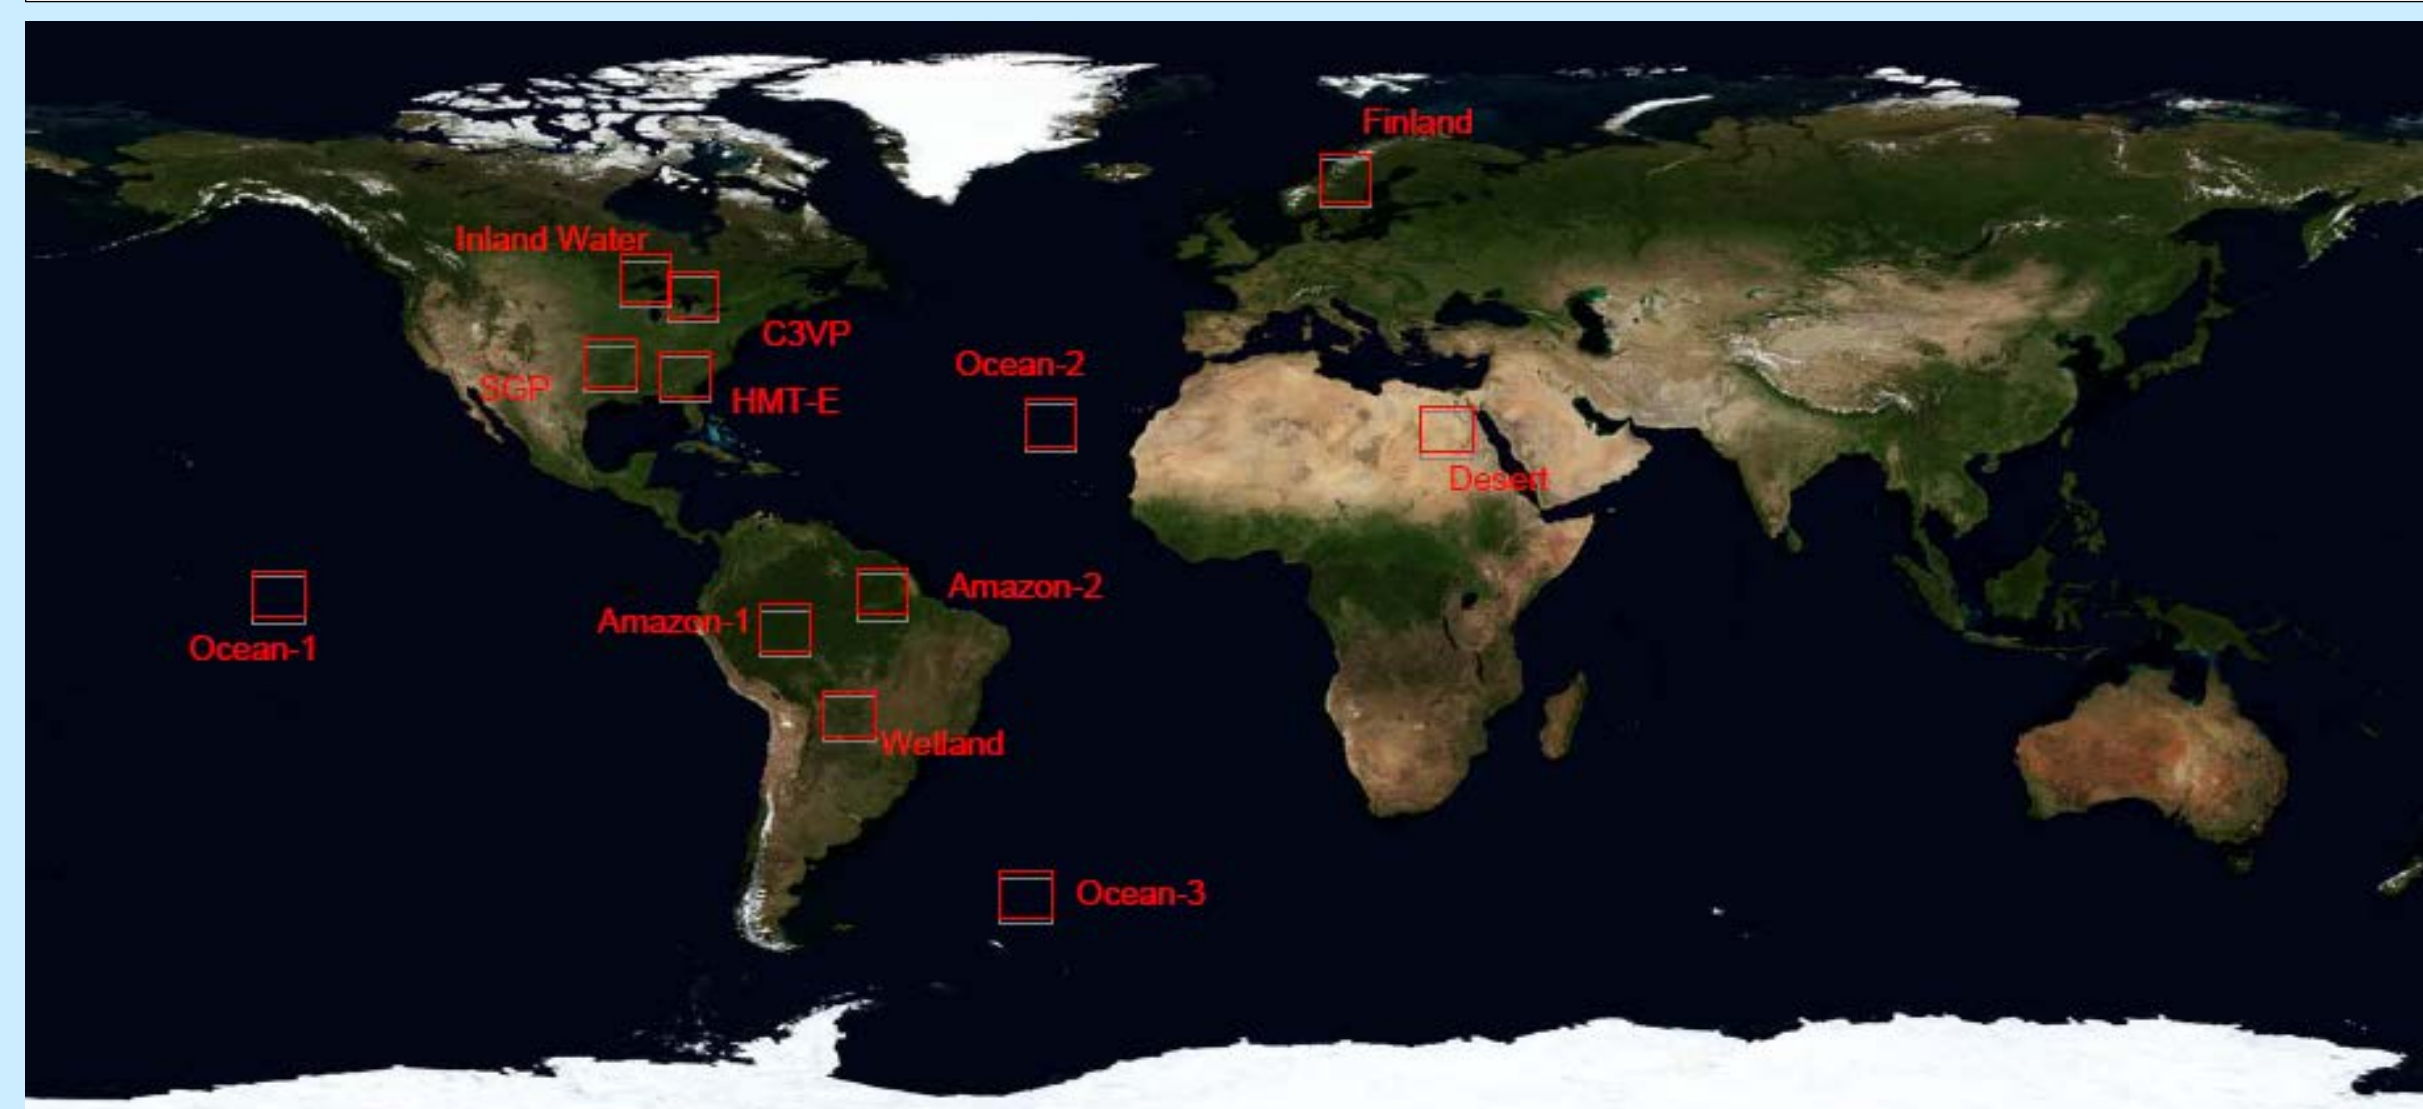 Finland
Inland Water
C3VP
Ocean-2
SGP
HMT-E
Desert
Amazon-2
Amazon-1
Ocean-1
Wetland
Ocean-3